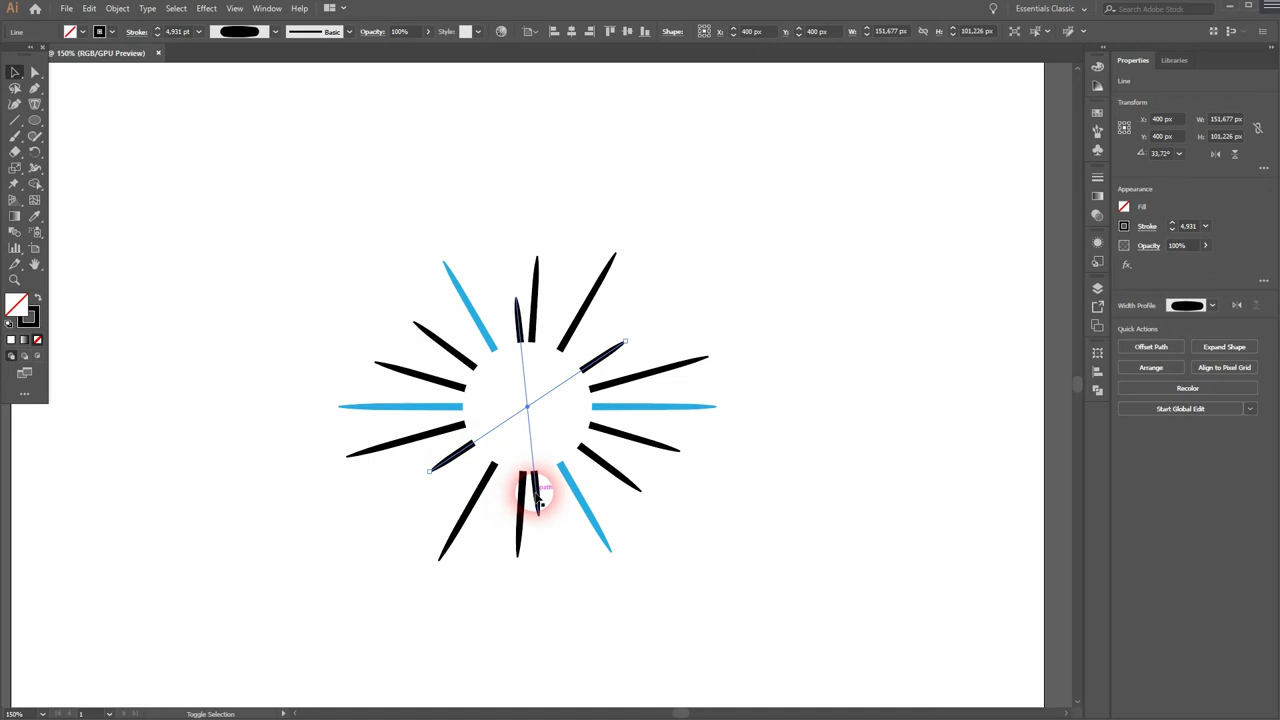 Ai File Edit Object Type Select Effect View Window Help Essentials Classic Search Adobe Stock
Line Stroke: 4,931 pt Basic Opacity: 100% Style: Shape: X: 400 px Y: 400 px W: 151,677 px H: 101,226 px
@ 150% (RGB/GPU Preview) ×
Properties Libraries
Line
Transform
X: 400 px W: 151,677 px
Y: 400 px H: 101,226 px
33,72°
Appearance
Fill
Stroke 4,931
Opacity 100%
fx
Width Profile
Quick Actions
Offset Path Expand Shape
Arrange Align to Pixel Grid
Recolor
Start Global Edit
path
150% 1 Toggle Selection